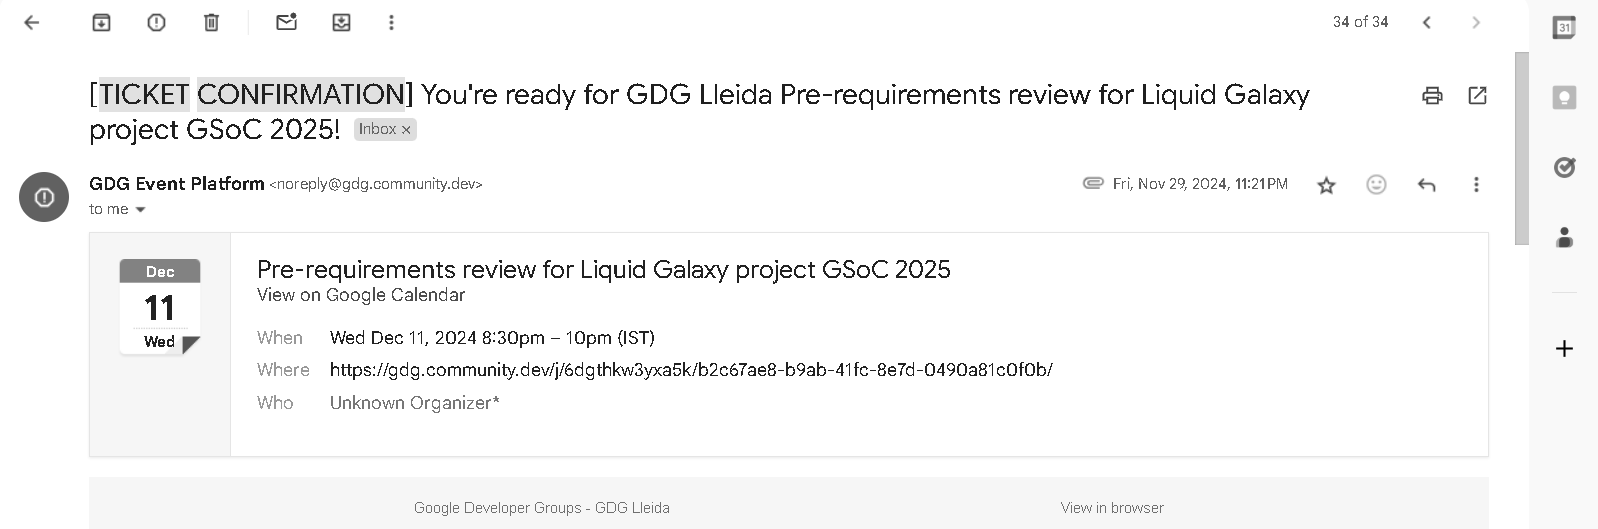 34 of 34
31
[TICKET CONFIRMATION] You're ready for GDG Lleida Pre-requirements review for Liquid Galaxy
project GSoC 2025! Inbox ×
GDG Event Platform <noreply@gdg.community.dev>
Fri, Nov 29, 2024, 11:21 PM
to me
Dec
11
Wed
Pre-requirements review for Liquid Galaxy project GSoC 2025
View on Google Calendar
When Wed Dec 11, 2024 8:30pm – 10pm (IST)
Where https://gdg.community.dev/j/6dgthkw3yxa5k/b2c67ae8-b9ab-41fc-8e7d-0490a81c0f0b/
Who Unknown Organizer*
Google Developer Groups - GDG Lleida View in browser